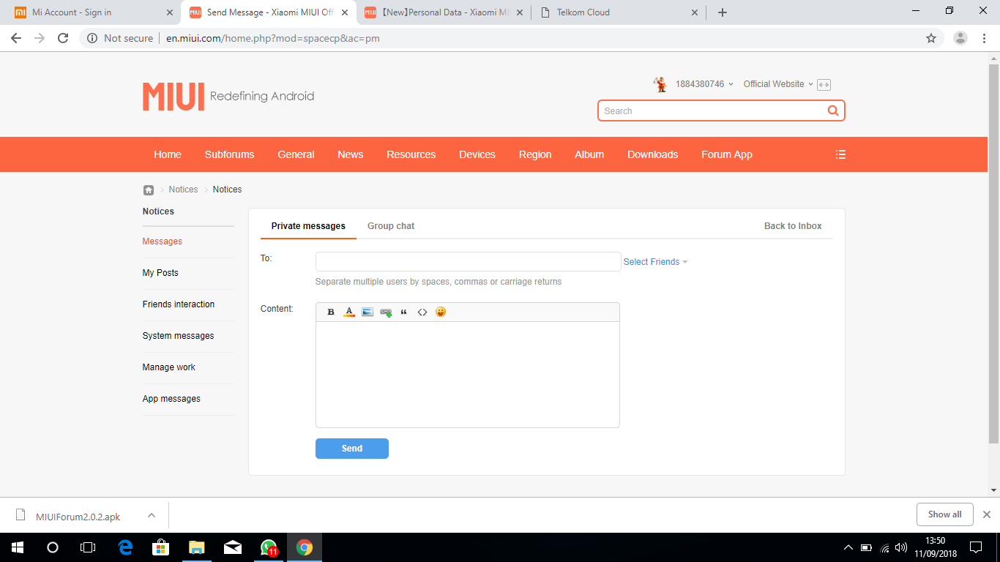 Mi Account - Sign in
Send Message - Xiaomi MIUI Off
【New】Personal Data - Xiaomi MI
Telkom Cloud
Not secure
en.miui.com/home.php?mod=spacecp&ac=pm
MIUI Redefining Android
1884380746
Official Website
Search
Home Subforums General News Resources Devices Region Album Downloads Forum App
Notices Notices
Notices
Messages
My Posts
Friends interaction
System messages
Manage work
App messages
Private messages Group chat Back to Inbox
To: Select Friends
Separate multiple users by spaces, commas or carriage returns
Content:
B A “ <>
Send
MIUIForum2.0.2.apk
Show all
11
13:50
11/09/2018